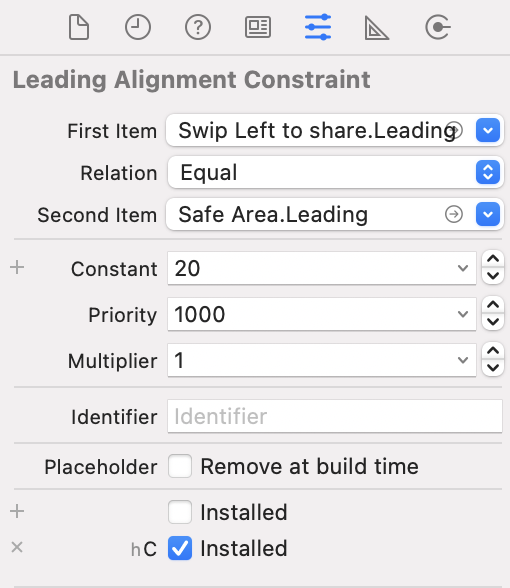 Leading Alignment Constraint
First Item Swip Left to share.Leading
Relation Equal
Second Item Safe Area.Leading
+ Constant 20
Priority 1000
Multiplier 1
Identifier Identifier
Placeholder Remove at build time
+ Installed
× hC Installed